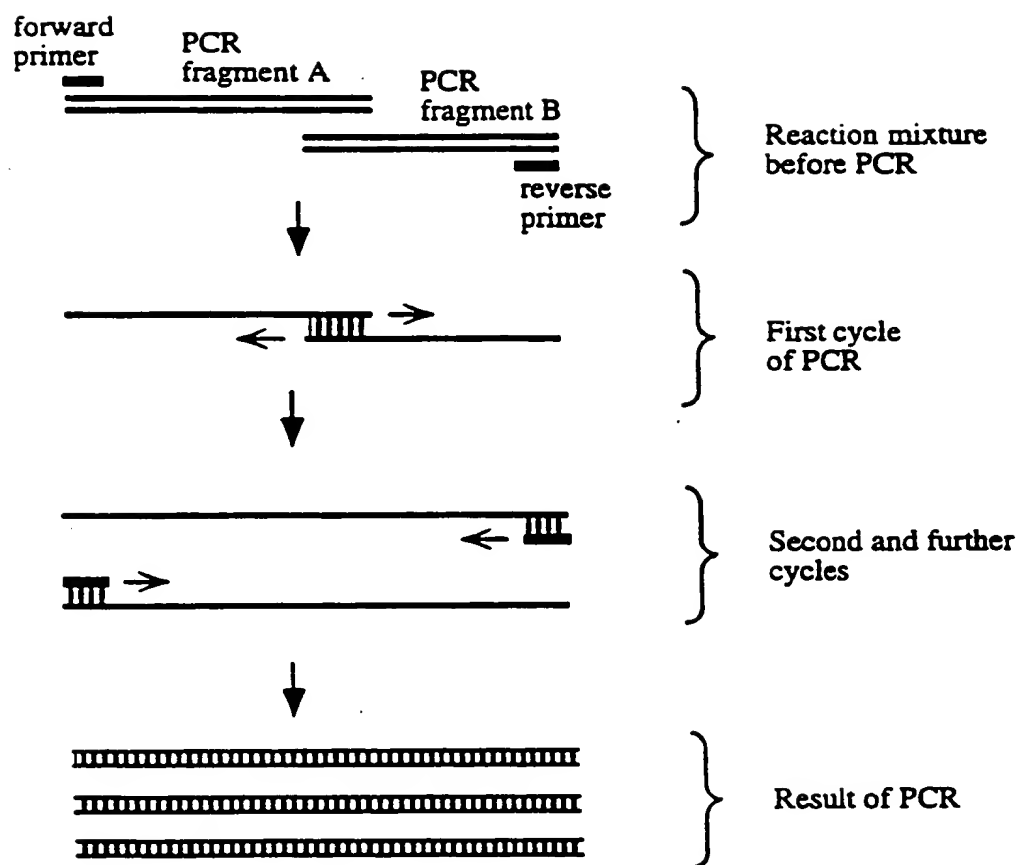 forward
primer
PCR
fragment A
PCR
fragment B
reverse
primer
Reaction mixture
before PCR
First cycle
of PCR
Second and further
cycles
Result of PCR